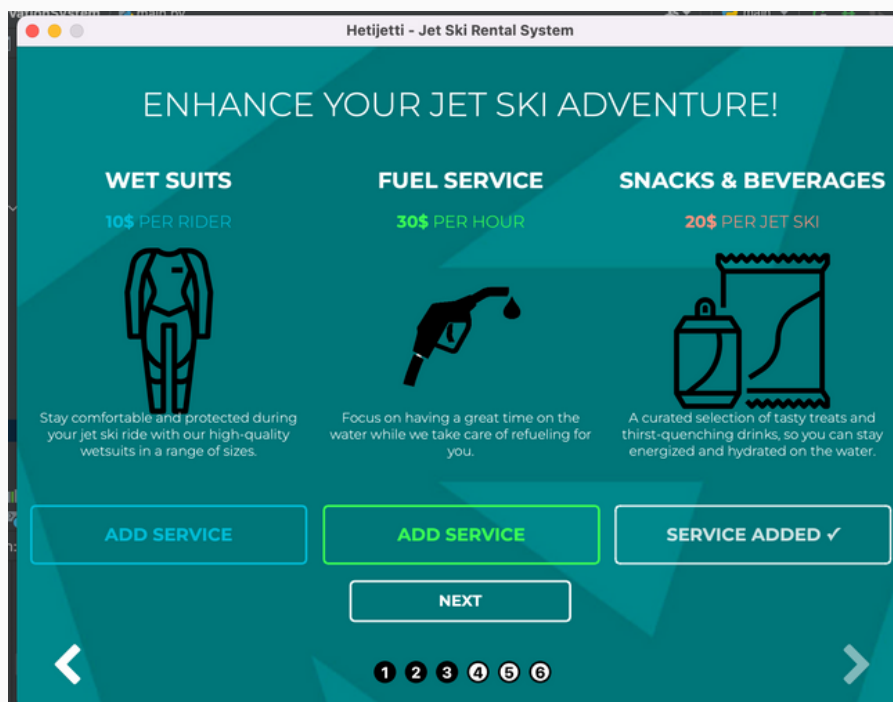 main.py
main
Hetijetti - Jet Ski Rental System
ENHANCE YOUR JET SKI ADVENTURE!
WET SUITS
10$ PER RIDER
Stay comfortable and protected during
your jet ski ride with our high-quality
wetsuits in a range of sizes.
ADD SERVICE
FUEL SERVICE
30$ PER HOUR
Focus on having a great time on the
water while we take care of refueling for
you.
ADD SERVICE
SNACKS & BEVERAGES
20$ PER JET SKI
A curated selection of tasty treats and
thirst-quenching drinks, so you can stay
energized and hydrated on the water.
SERVICE ADDED ✓
NEXT
1 2 3 4 5 6